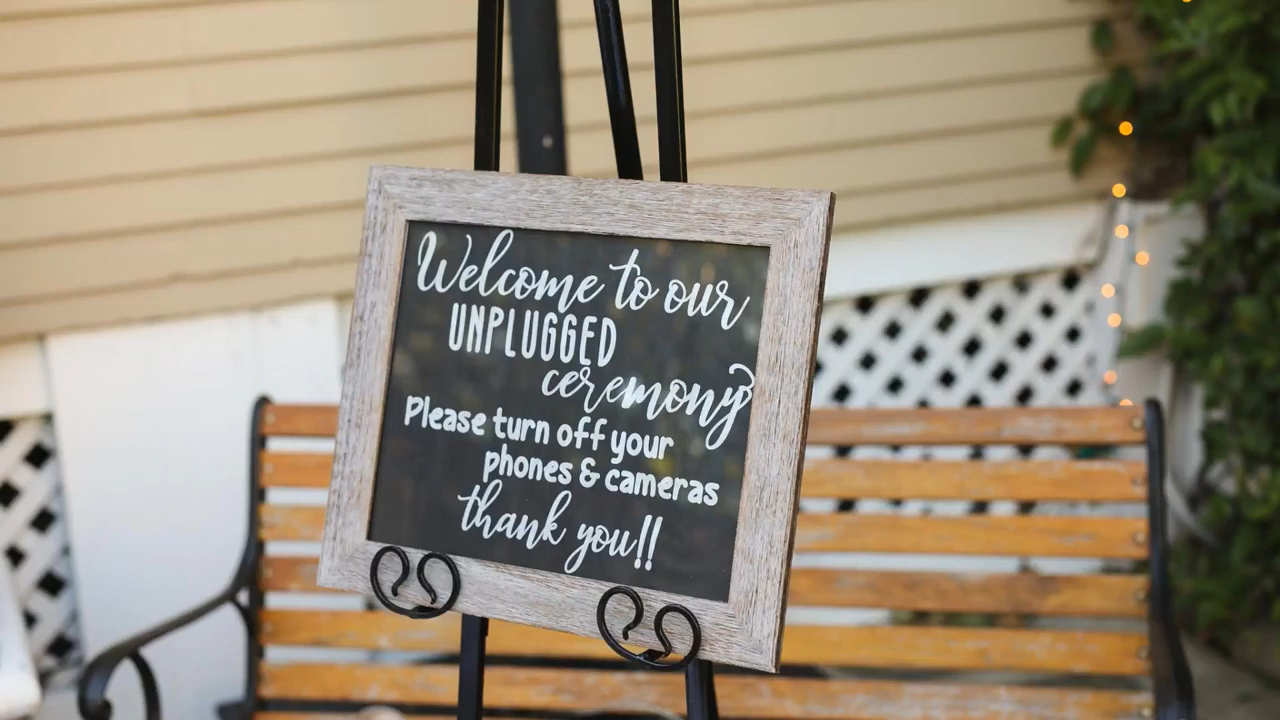 Welcome to our
UNPLUGGED
ceremony
Please turn off your
phones & cameras
thank you!!